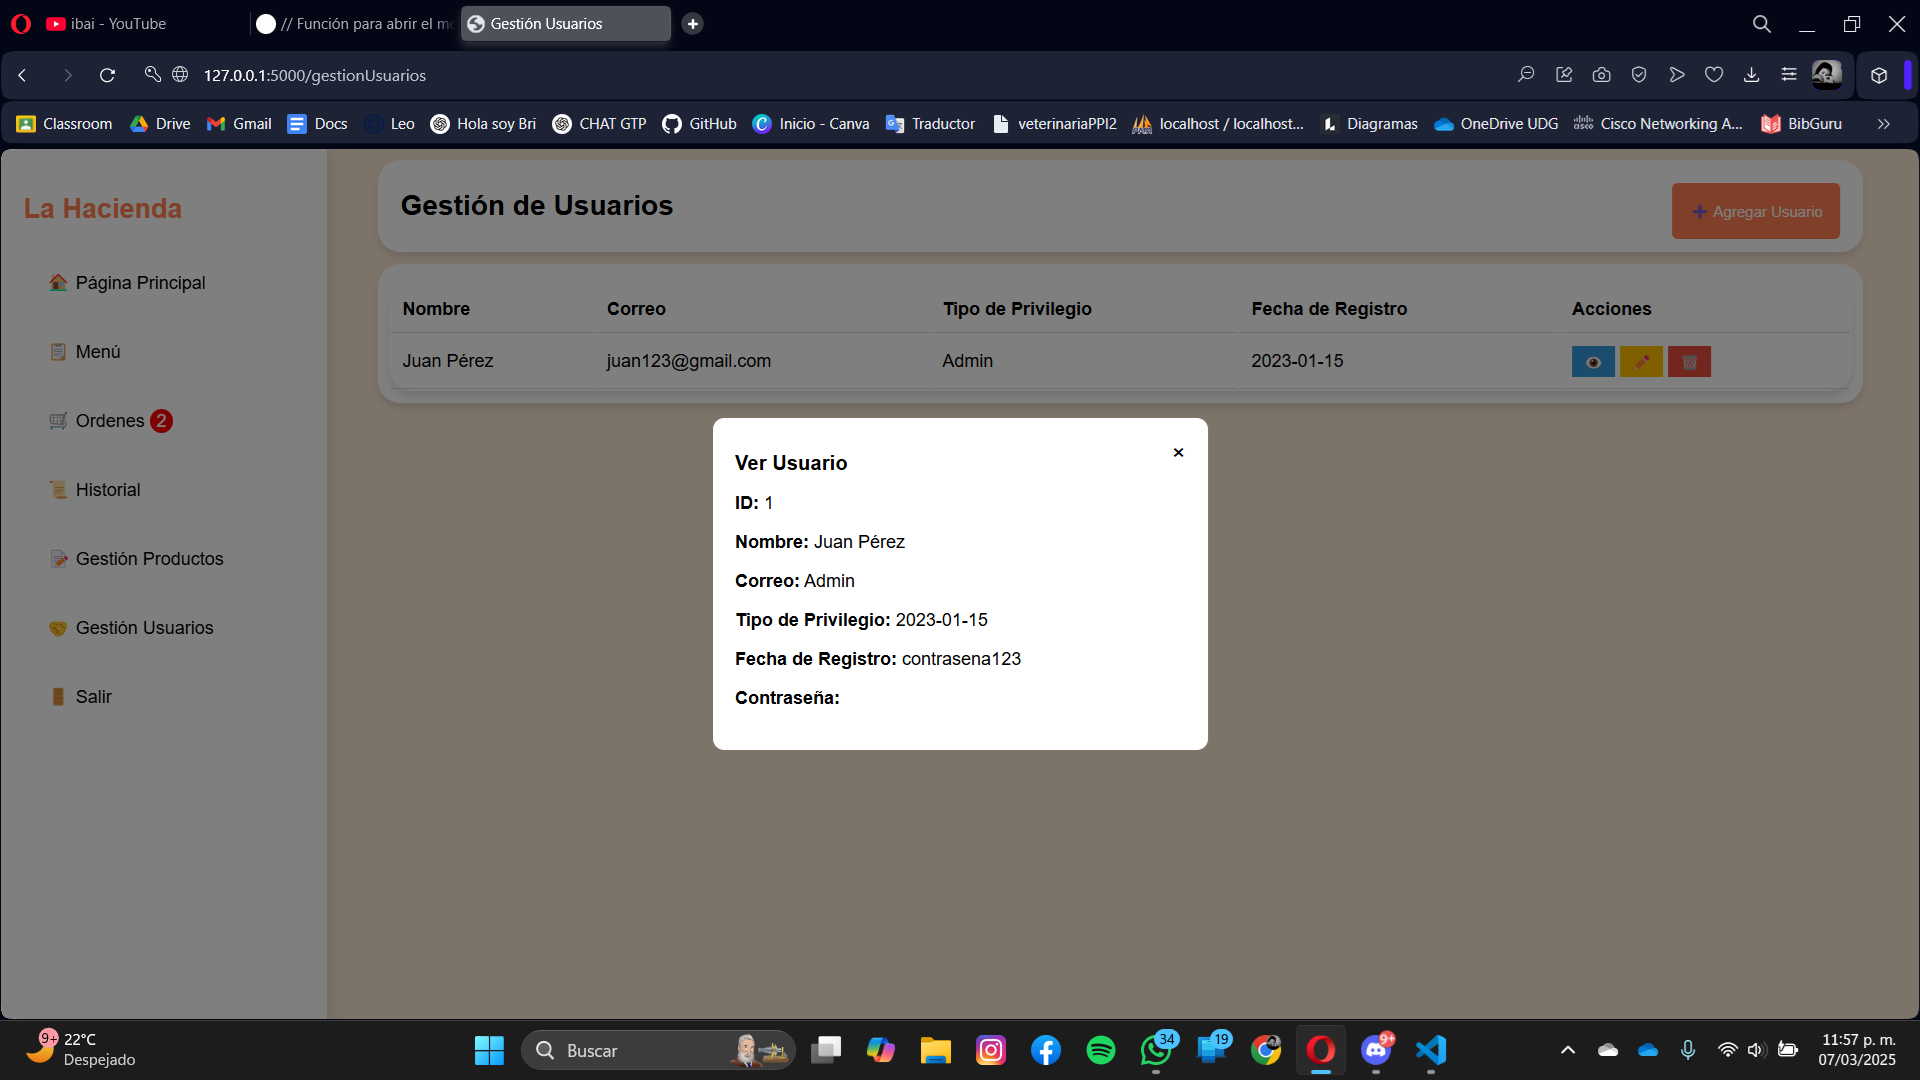 ibai - YouTube
// Función para abrir el mo
Gestión Usuarios
127.0.0.1:5000/gestionUsuarios
Classroom
Drive
Gmail
Docs
Leo
Hola soy Bri
CHAT GTP
GitHub
Inicio - Canva
Traductor
veterinariaPPI2
localhost / localhost...
Diagramas
OneDrive UDG
Cisco Networking A...
BibGuru
La Hacienda
Página Principal
Menú
Ordenes 2
Historial
Gestión Productos
Gestión Usuarios
Salir
Gestión de Usuarios
Agregar Usuario
Nombre Correo Tipo de Privilegio Fecha de Registro Acciones
Juan Pérez juan123@gmail.com Admin 2023-01-15
Ver Usuario
×
ID: 1
Nombre: Juan Pérez
Correo: Admin
Tipo de Privilegio: 2023-01-15
Fecha de Registro: contrasena123
Contraseña:
9+
22°C
Despejado
Buscar
34
19
9+
11:57 p. m.
07/03/2025